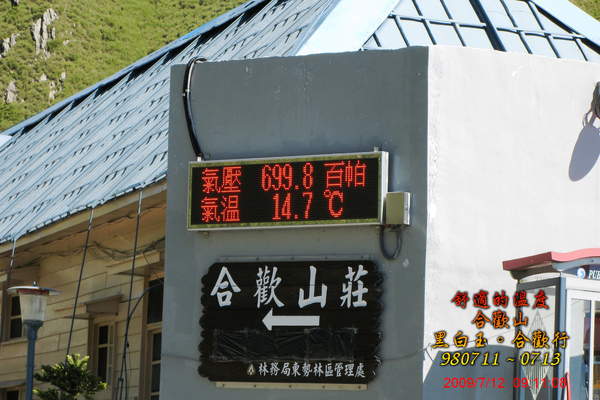 氣壓 699.8 百帕
氣溫 14.7 ℃
合歡山莊
林務局東勢林區管理處
PUB
舒適的溫度
合歡山
黑白玉。合歡行
980711~0713
2009/7/12 09:11:08